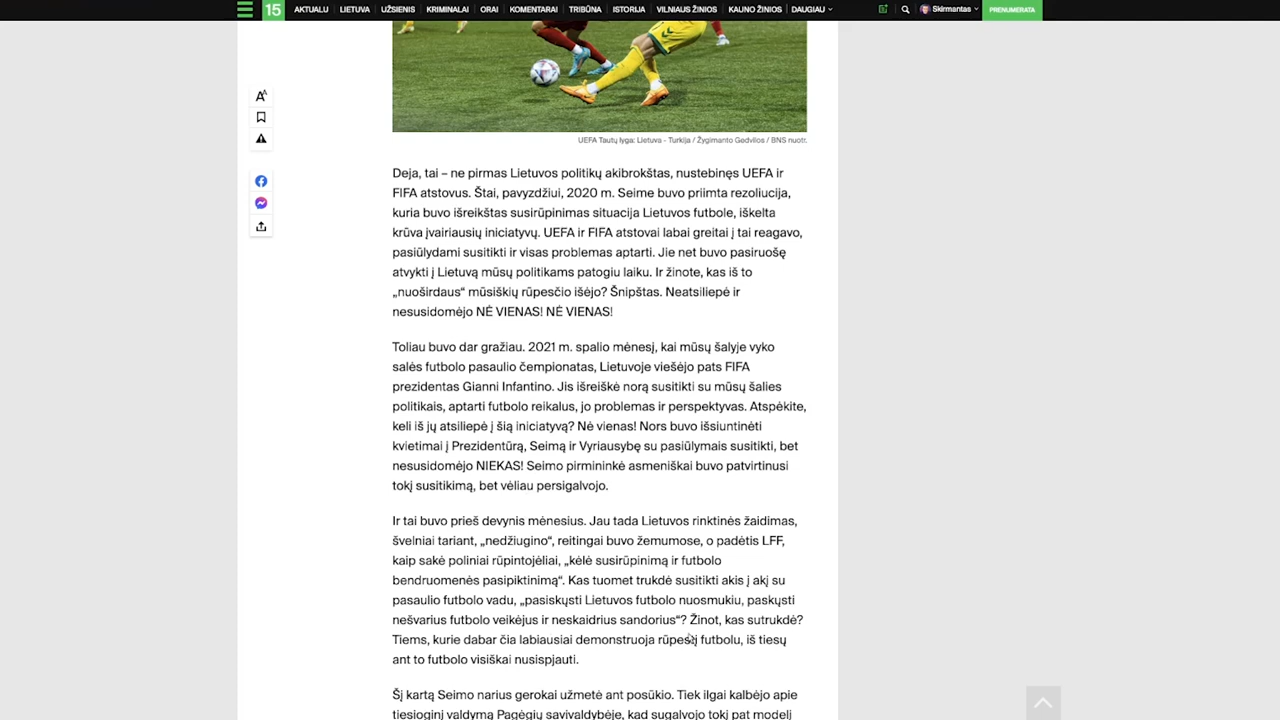 15 AKTUALU LIETUVA UŽSIENIS KRIMINALAI ORAI KOMENTARAI TRIBŪNA ISTORIJA VILNIAUS ŽINIOS KAUNO ŽINIOS DAUGIAU Skirmantas PRENUMERATA
UEFA Tautų lyga: Lietuva - Turkija / Žygimanto Gedvilos / BNS nuotr.
Deja, tai – ne pirmas Lietuvos politikų akibrokštas, nustebinęs UEFA ir
FIFA atstovus. Štai, pavyzdžiui, 2020 m. Seime buvo priimta rezoliucija,
kuria buvo išreikštas susirūpinimas situacija Lietuvos futbole, iškelta
krūva įvairiausių iniciatyvų. UEFA ir FIFA atstovai labai greitai į tai reagavo,
pasiūlydami susitikti ir visas problemas aptarti. Jie net buvo pasiruošę
atvykti į Lietuvą mūsų politikams patogiu laiku. Ir žinote, kas iš to
„nuoširdaus“ mūsiškių rūpesčio išėjo? Šnipštas. Neatsiliepė ir
nesusidomėjo NĖ VIENAS! NĖ VIENAS!
Toliau buvo dar gražiau. 2021 m. spalio mėnesį, kai mūsų šalyje vyko
salės futbolo pasaulio čempionatas, Lietuvoje viešėjo pats FIFA
prezidentas Gianni Infantino. Jis išreiškė norą susitikti su mūsų šalies
politikais, aptarti futbolo reikalus, jo problemas ir perspektyvas. Atspėkite,
keli iš jų atsiliepė į šią iniciatyvą? Nė vienas! Nors buvo išsiuntinėti
kvietimai į Prezidentūrą, Seimą ir Vyriausybę su pasiūlymais susitikti, bet
nesusidomėjo NIEKAS! Seimo pirmininkė asmeniškai buvo patvirtinusi
tokį susitikimą, bet vėliau persigalvojo.
Ir tai buvo prieš devynis mėnesius. Jau tada Lietuvos rinktinės žaidimas,
švelniai tariant, „nedžiugino“, reitingai buvo žemumose, o padėtis LFF,
kaip sakė poliniai rūpintojėliai, „kėlė susirūpinimą ir futbolo
bendruomenės pasipiktinimą“. Kas tuomet trukdė susitikti akis į akį su
pasaulio futbolo vadu, „pasiskųsti Lietuvos futbolo nuosmukiu, paskųsti
nešvarius futbolo veikėjus ir neskaidrius sandorius“? Žinot, kas sutrukdė?
Tiems, kurie dabar čia labiausiai demonstruoja rūpesį futbolu, iš tiesų
ant to futbolo visiškai nusispjauti.
Šį kartą Seimo narius gerokai užmetė ant posūkio. Tiek ilgai kalbėjo apie
tiesioginį valdymą Pagėgių savivaldybėje, kad sugalvojo tokį pat modelį